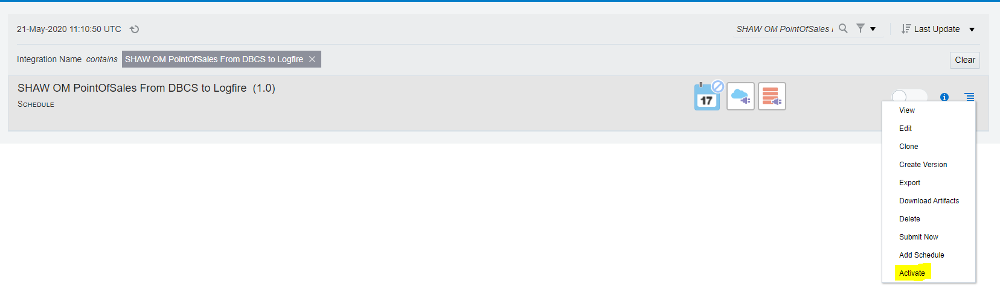 21-May-2020 11:10:50 UTC
SHAW OM PointOfSales
Last Update
Integration Name contains SHAW OM PointOfSales From DBCS to Logfire
Clear
SHAW OM PointOfSales From DBCS to Logfire (1.0)
SCHEDULE
17
View
Edit
Clone
Create Version
Export
Download Artifacts
Delete
Submit Now
Add Schedule
Activate